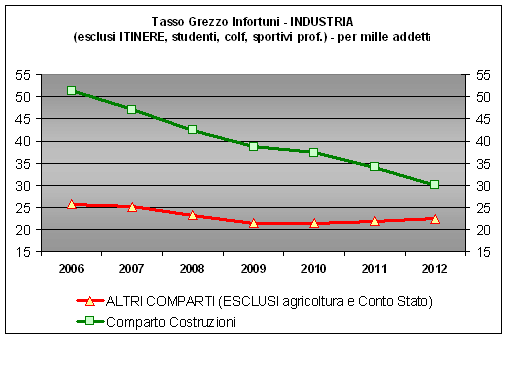 Tasso Grezzo Infortuni - INDUSTRIA
(esclusi ITINERE, studenti, colf, sportivi prof.) - per mille addetti
55 55
50 50
45 45
40 40
35 35
30 30
25 25
20 20
15 15
2006 2007 2008 2009 2010 2011 2012
ALTRI COMPARTI (ESCLUSI agricoltura e Conto Stato)
Comparto Costruzioni